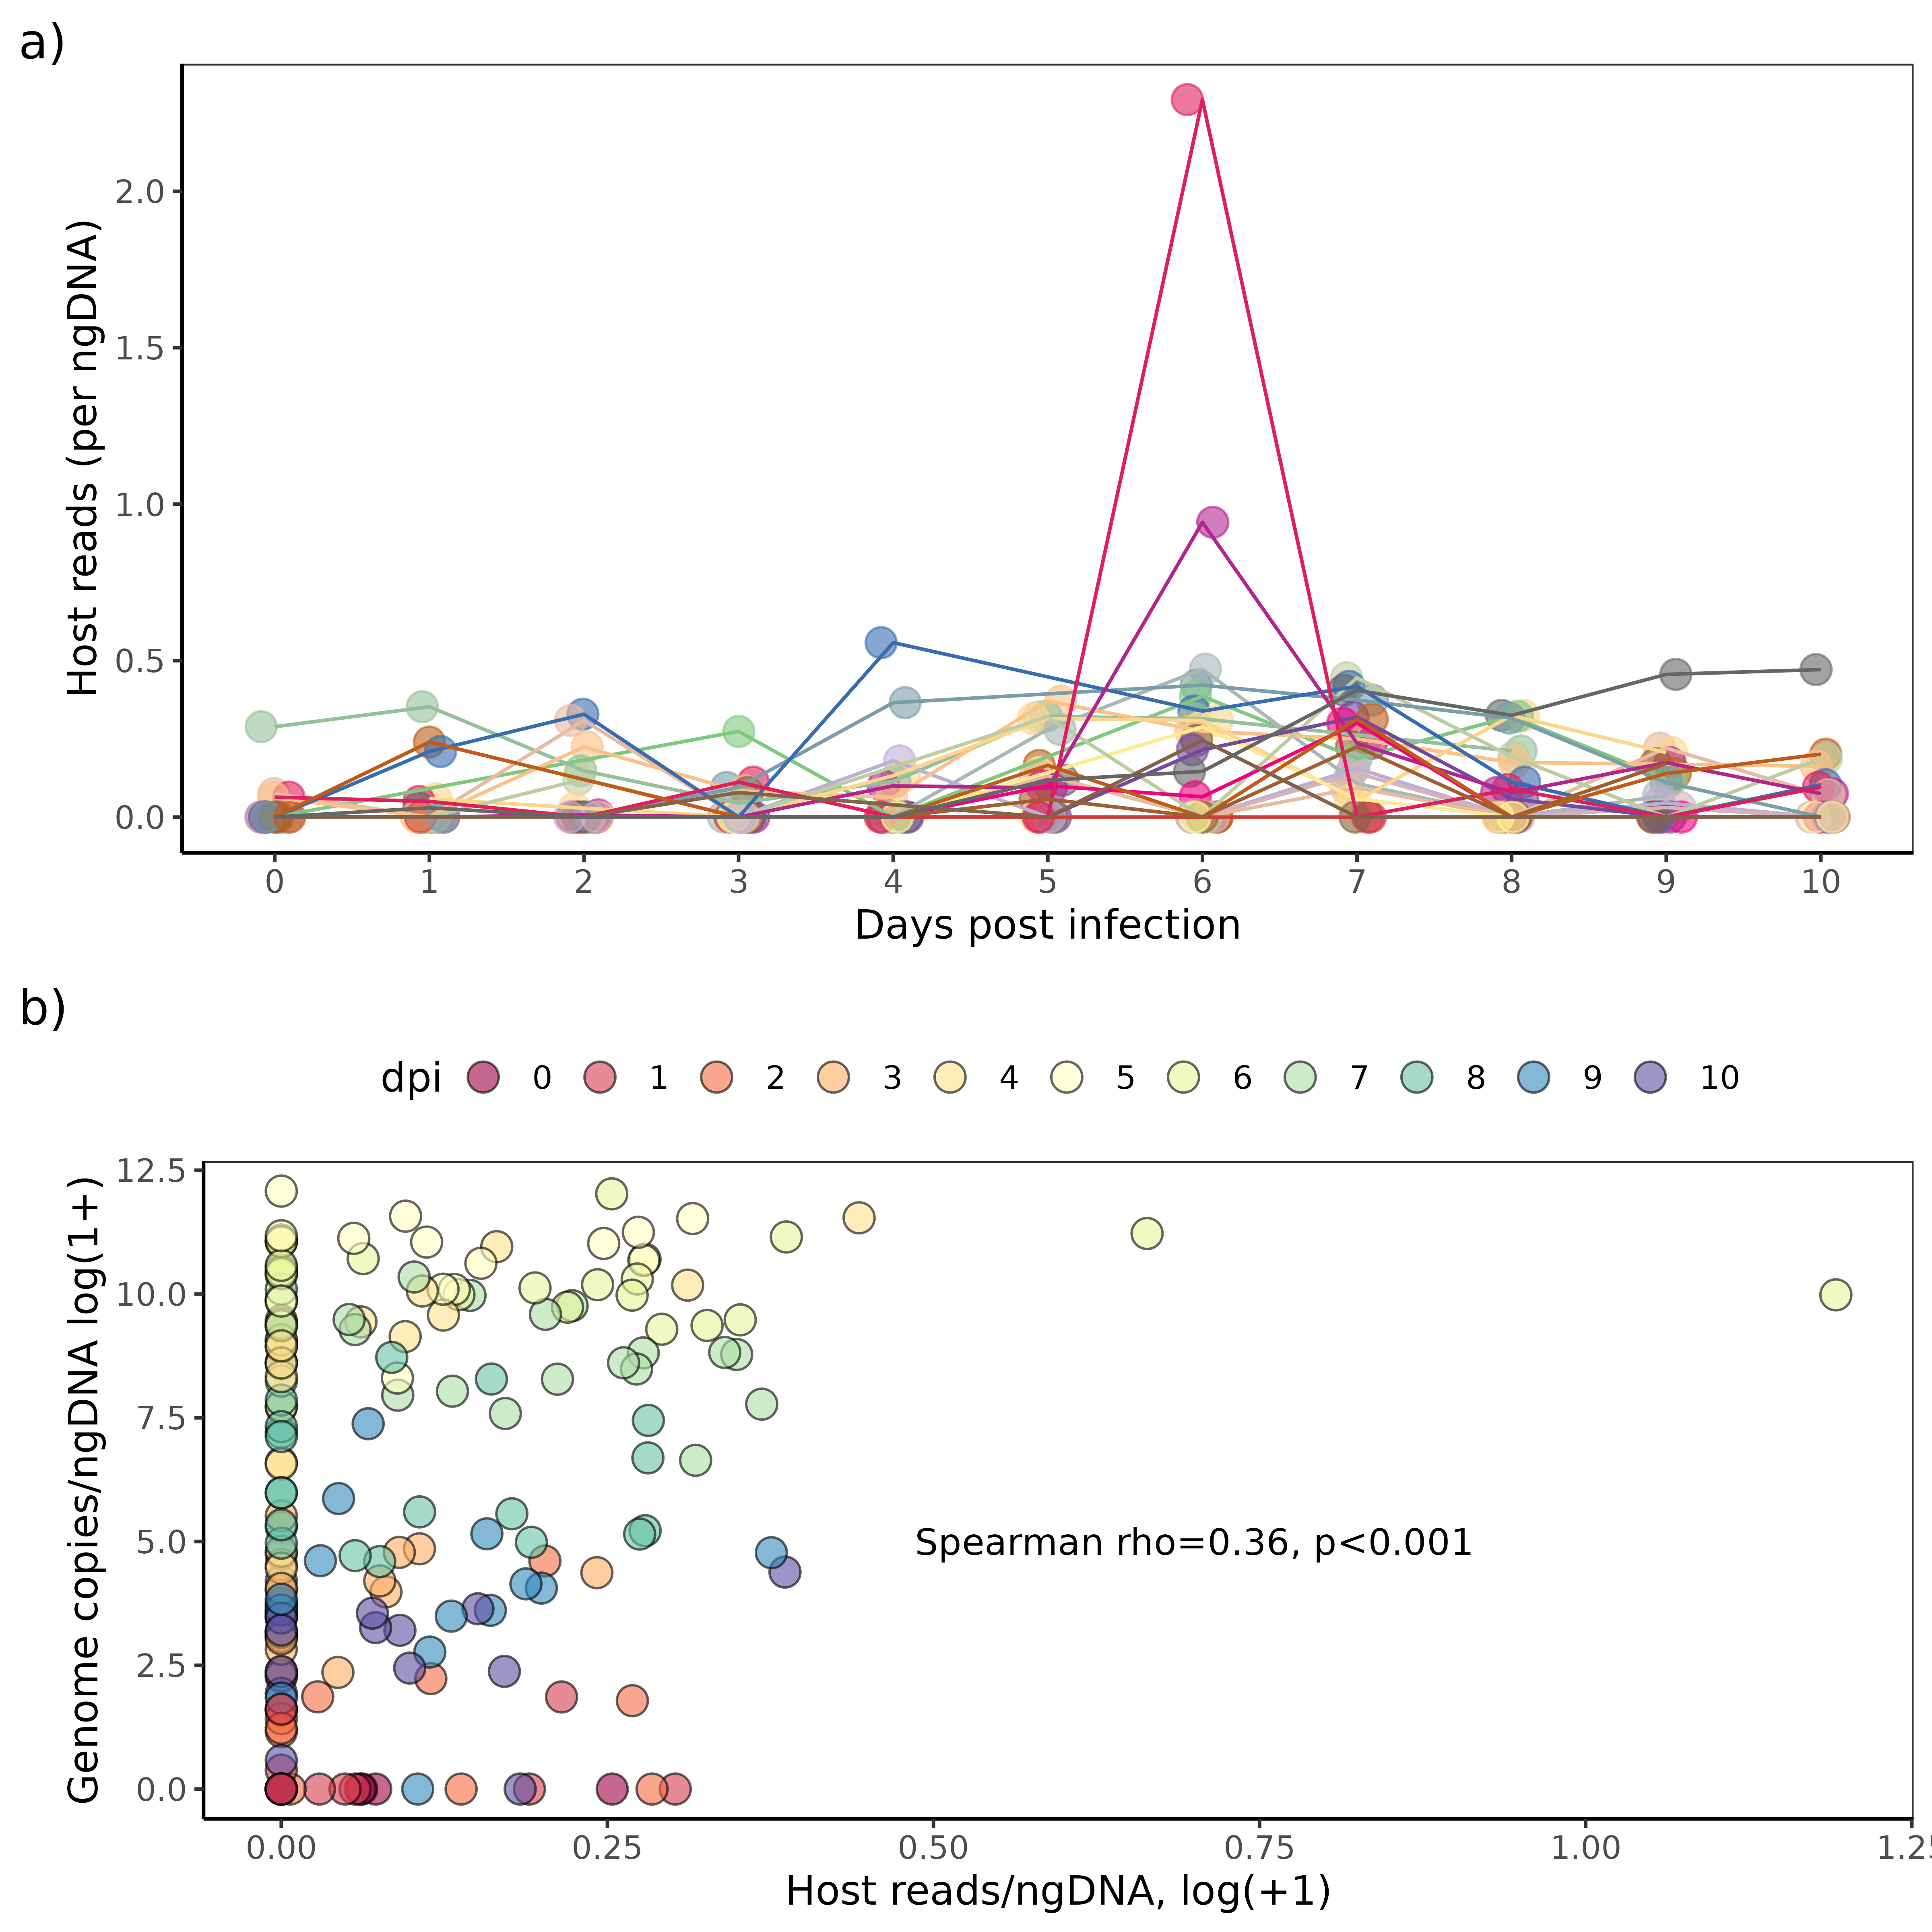 a)
Host reads (per ngDNA)
2.0
1.5
1.0
0.5
0.0
0 1 2 3 4 5 6 7 8 9 10
Days post infection
b)
dpi 0 1 2 3 4 5 6 7 8 9 10
Genome copies/ngDNA log(1+)
12.5
10.0
7.5
5.0
2.5
0.0
Spearman rho=0.36, p<0.001
0.00 0.25 0.50 0.75 1.00 1.25
Host reads/ngDNA, log(+1)